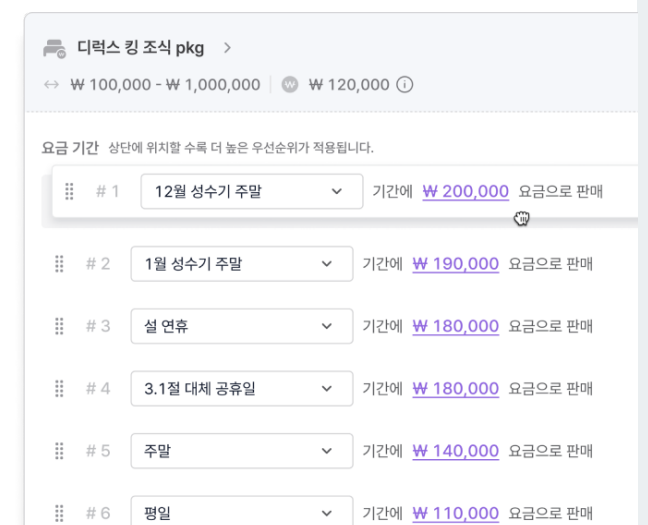 디럭스 킹 조식 pkg
₩ 100,000 - ₩ 1,000,000 ₩ ₩ 120,000
요금 기간 상단에 위치할 수록 더 높은 우선순위가 적용됩니다.
# 1 12월 성수기 주말 기간에 ₩ 200,000 요금으로 판매
# 2 1월 성수기 주말 기간에 ₩ 190,000 요금으로 판매
# 3 설 연휴 기간에 ₩ 180,000 요금으로 판매
# 4 3.1절 대체 공휴일 기간에 ₩ 180,000 요금으로 판매
# 5 주말 기간에 ₩ 140,000 요금으로 판매
# 6 평일 기간에 ₩ 110,000 요금으로 판매